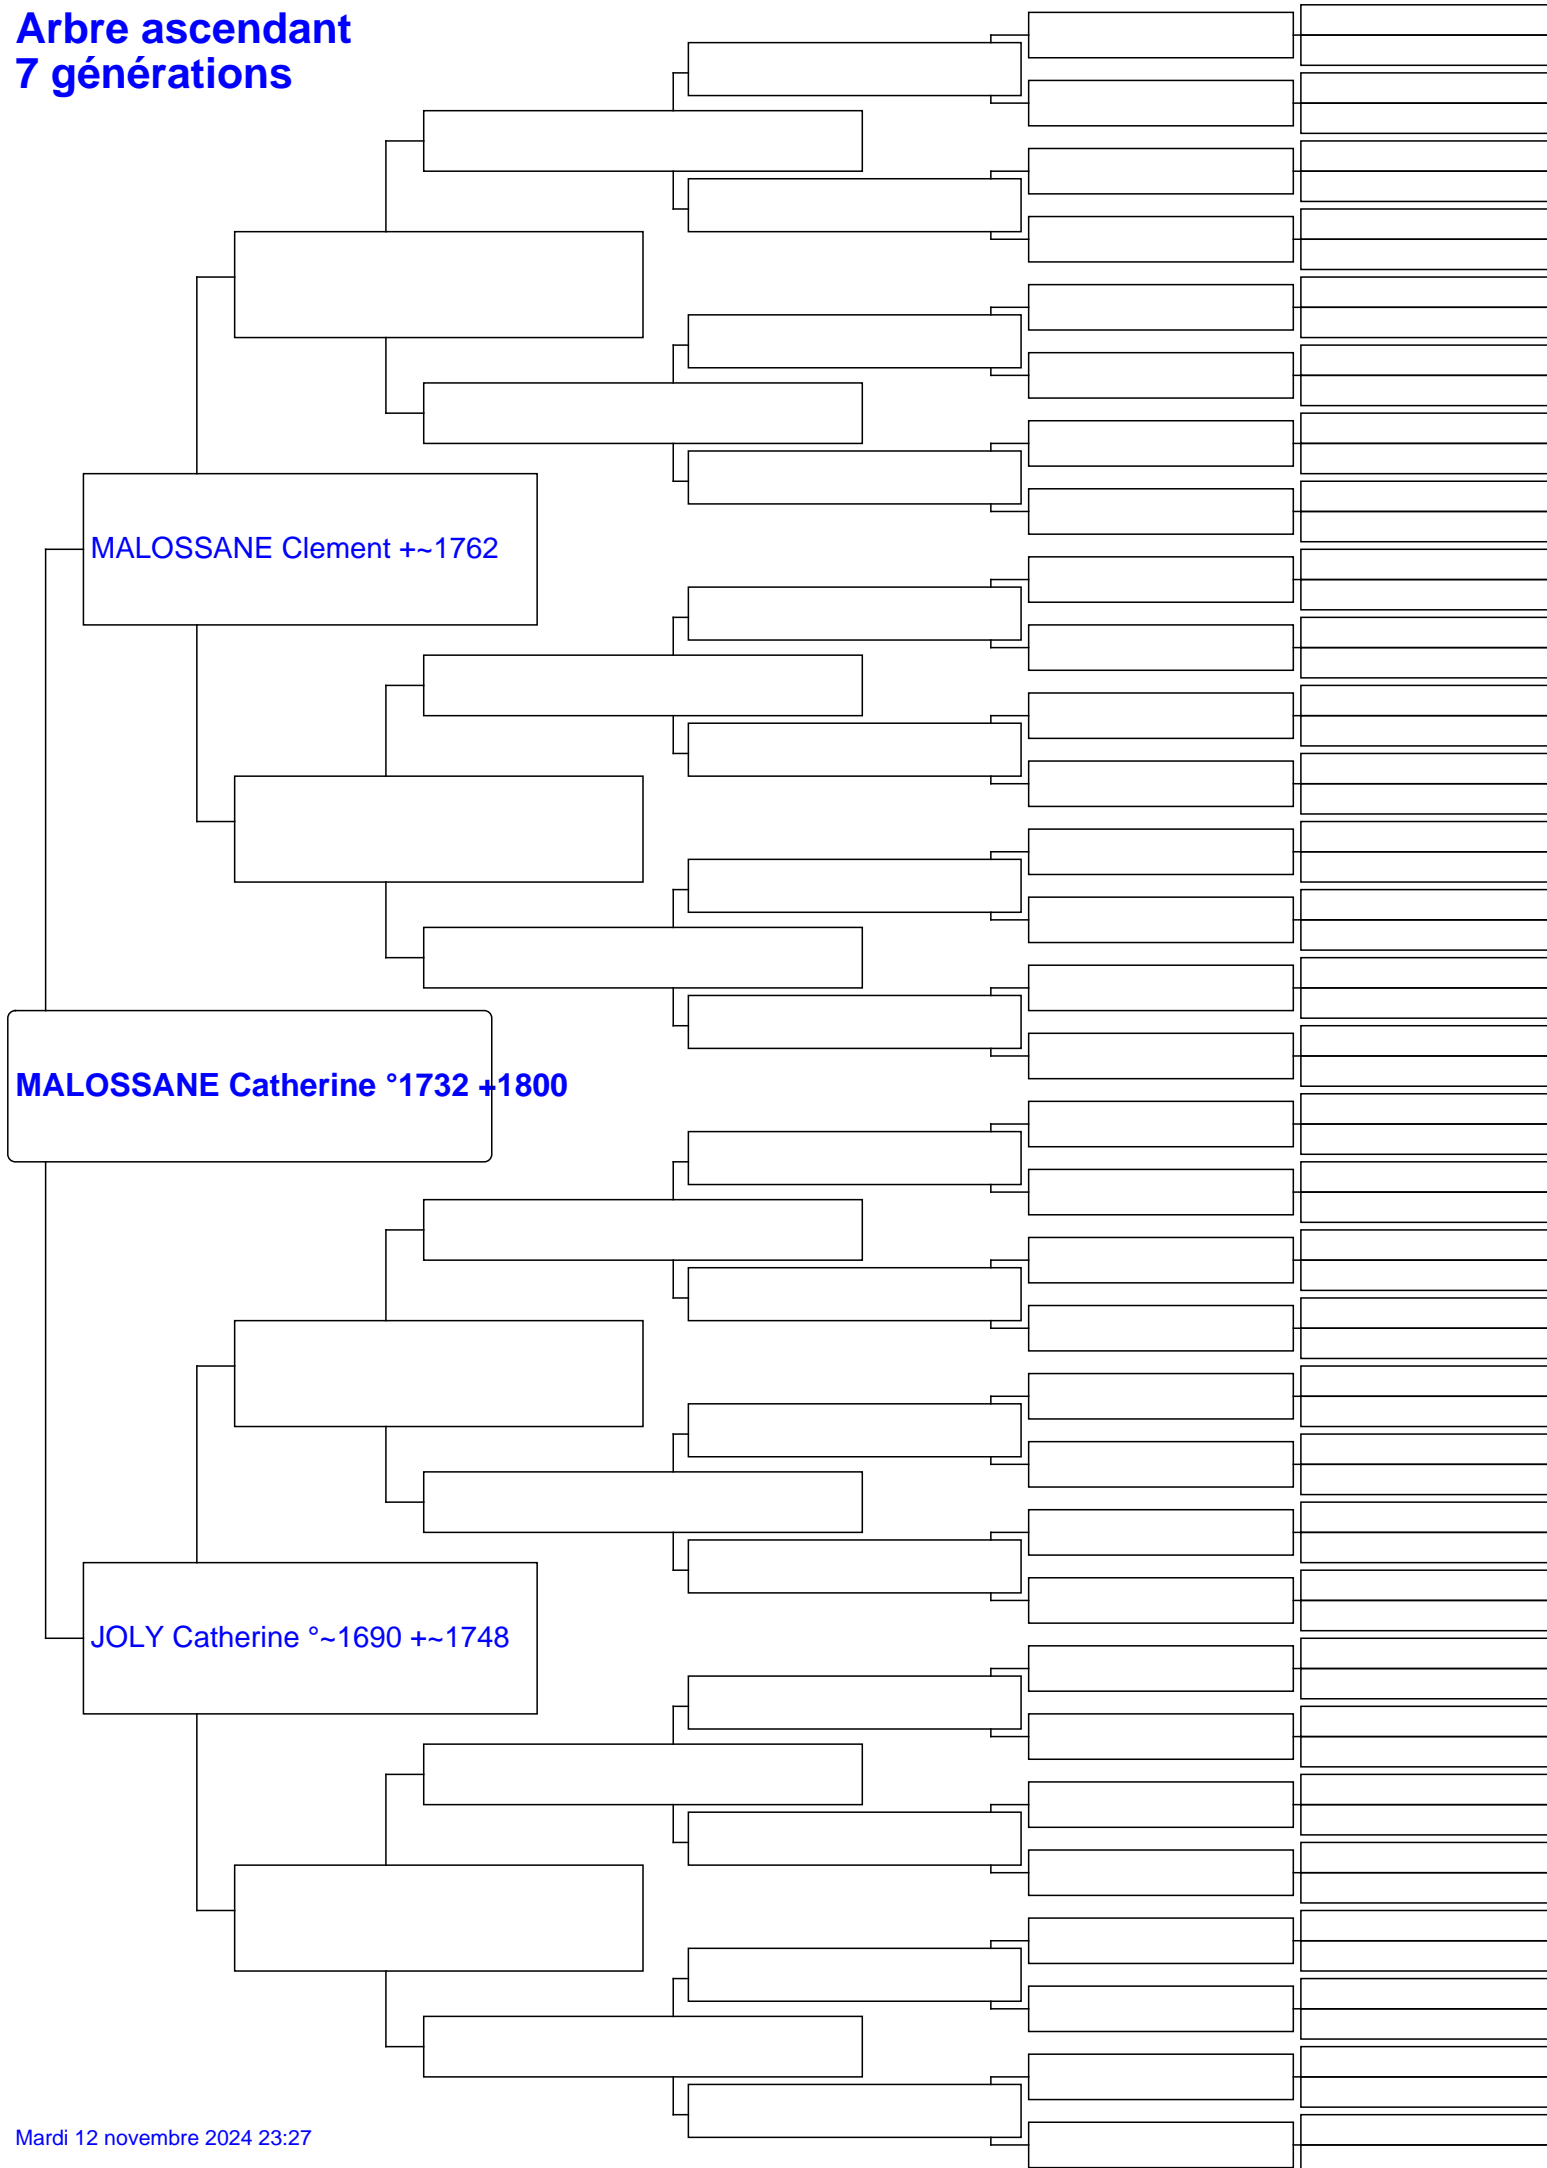 Arbre ascendant
7 générations
MALOSSANE Clement +~1762
MALOSSANE Catherine °1732 +1800
JOLY Catherine °~1690 +~1748
Mardi 12 novembre 2024 23:27